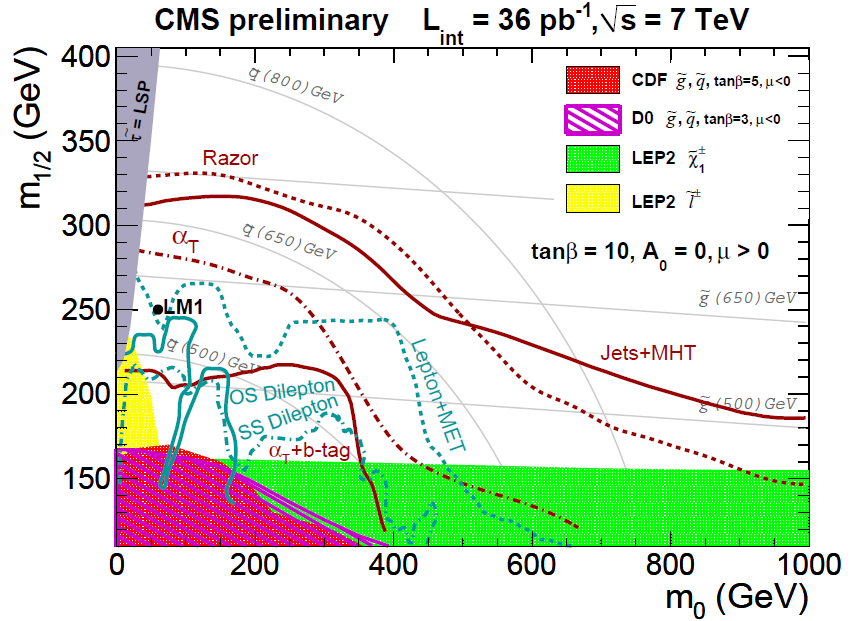 CMS preliminary L_int = 36 pb⁻¹, √s = 7 TeV
m_1/2 (GeV)
400
350
300
250
200
150
τ̃ = LSP
q̃(800)GeV
CDF g̃, q̃, tanβ=5, μ<0
D0 g̃, q̃, tanβ=3, μ<0
LEP2 χ̃₁^±
LEP2 l̃^±
tanβ = 10, A₀ = 0, μ > 0
Razor
α_T
q̃(650)GeV
g̃(650)GeV
LM1
q̃(500)GeV
Jets+MHT
g̃(500)GeV
Lepton+MET
OS Dilepton
SS Dilepton
α_T+b-tag
0 200 400 600 800 1000
m₀ (GeV)